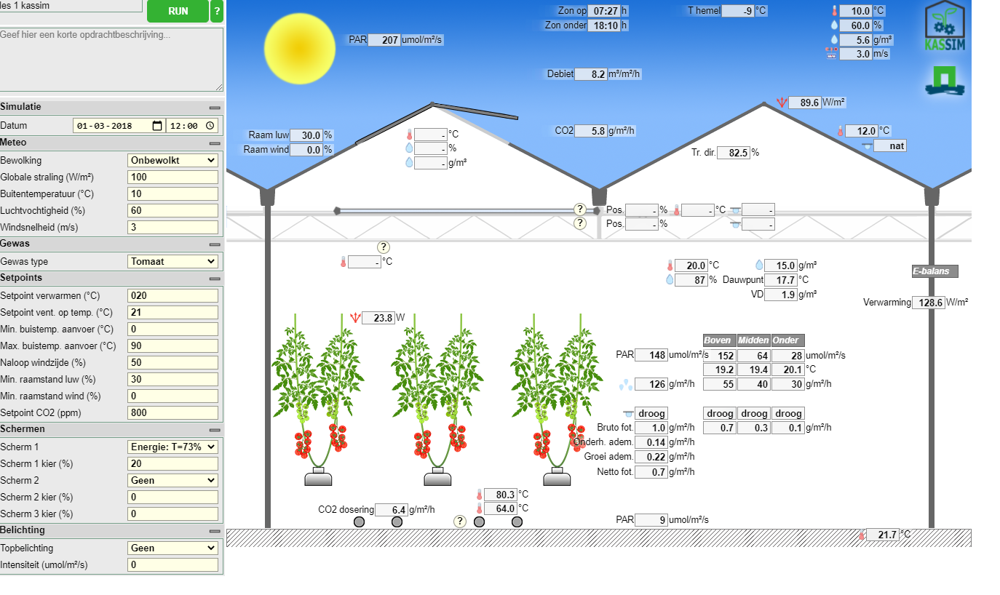 les 1 kassim
RUN
?
Geef hier een korte opdrachtbeschrijving...
Simulatie
Datum 01-03-2018 12:00
Meteo
Bewolking Onbewolkt
Globale straling (W/m²) 100
Buitentemperatuur (°C) 10
Luchtvochtigheid (%) 60
Windsnelheid (m/s) 3
Gewas
Gewas type Tomaat
Setpoints
Setpoint verwarmen (°C) 020
Setpoint vent. op temp. (°C) 21
Min. buistemp. aanvoer (°C) 0
Max. buistemp. aanvoer (°C) 90
Naloop windzijde (%) 50
Min. raamstand luw (%) 30
Min. raamstand wind (%) 0
Setpoint CO2 (ppm) 800
Schermen
Scherm 1 Energie: T=73%
Scherm 1 kier (%) 20
Scherm 2 Geen
Scherm 2 kier (%) 0
Scherm 3 kier (%) 0
Belichting
Topbelichting Geen
Intensiteit (umol/m²/s) 0
Zon op 07:27 h
Zon onder 18:10 h
T hemel -9 °C
10.0 °C
60.0 %
5.6 g/m³
3.0 m/s
KASSIM
PAR 207 umol/m²/s
Debiet 8.2 m³/m²/h
89.6 W/m²
CO2 5.8 g/m²/h
12.0 °C
nat
Raam luw 30.0 %
Raam wind 0.0 %
- °C
- %
- g/m³
Tr. dir. 82.5 %
? Pos. - % - °C -
? Pos. - % -
?
- °C
20.0 °C 15.0 g/m³
87 % Dauwpunt 17.7 °C
VD 1.9 g/m³
E-balans
Verwarming 128.6 W/m²
23.8 W
Boven Midden Onder
PAR 148 umol/m²/s 152 64 28 umol/m²/s
19.2 19.4 20.1 °C
126 g/m²/h 55 40 30 g/m²/h
droog droog droog droog
Bruto fot. 1.0 g/m²/h 0.7 0.3 0.1 g/m²/h
Onderh. adem. 0.14 g/m²/h
Groei adem. 0.22 g/m²/h
Netto fot. 0.7 g/m²/h
80.3 °C
CO2 dosering 6.4 g/m²/h 64.0 °C
?
PAR 9 umol/m²/s
21.7 °C